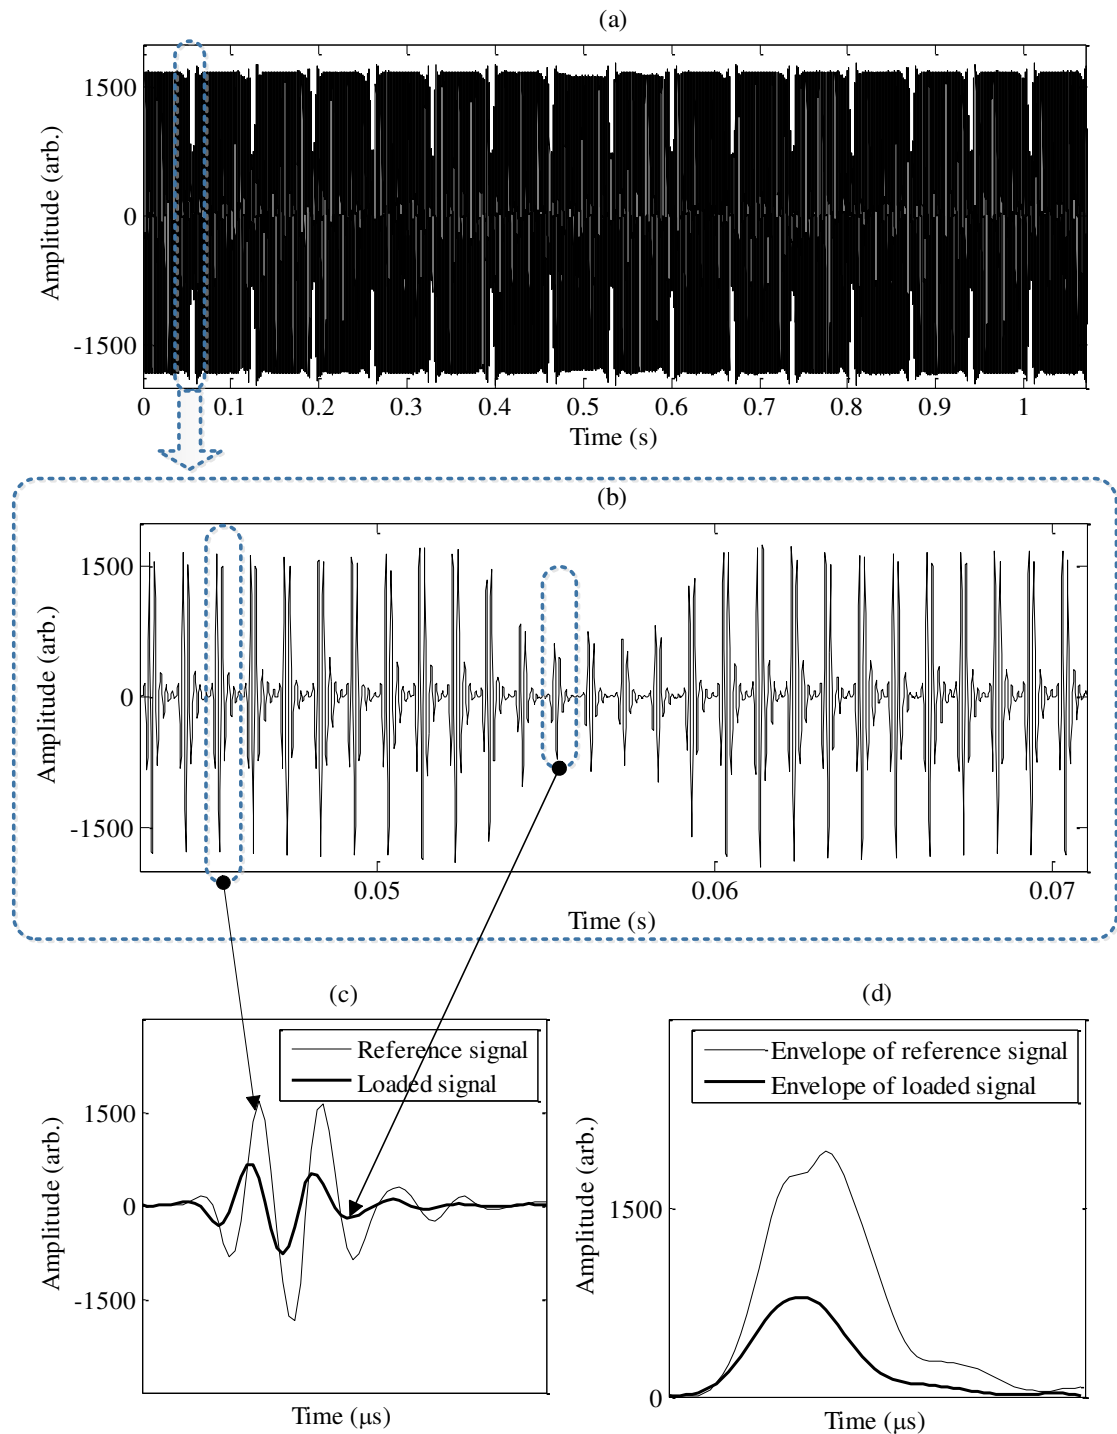 (a)
1500
0
-1500
Amplitude (arb.)
0 0.1 0.2 0.3 0.4 0.5 0.6 0.7 0.8 0.9 1
Time (s)
(b)
1500
0
-1500
Amplitude (arb.)
0.05 0.06 0.07
Time (s)
(c)
Reference signal
Loaded signal
1500
0
-1500
Amplitude (arb.)
Time (μs)
(d)
Envelope of reference signal
Envelope of loaded signal
1500
0
Amplitude (arb.)
Time (μs)